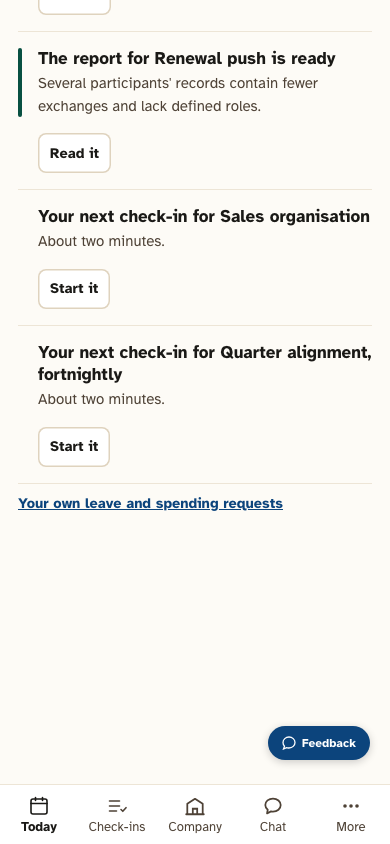 The report for Renewal push is ready
Several participants' records contain fewer
exchanges and lack defined roles.
Read it
Your next check-in for Sales organisation
About two minutes.
Start it
Your next check-in for Quarter alignment,
fortnightly
About two minutes.
Start it
Your own leave and spending requests
Feedback
Today
Check-ins
Company
Chat
More